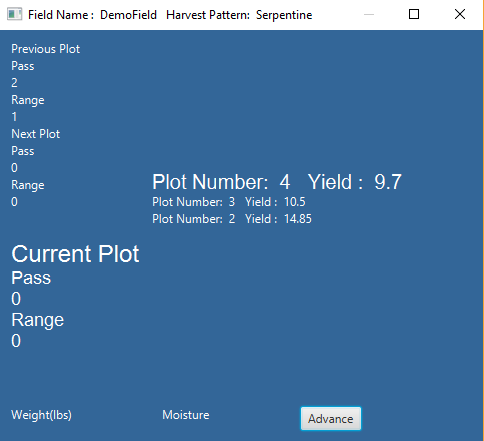 Field Name :  DemoField   Harvest Pattern:  Serpentine
Previous Plot
Pass
2
Range
1
Next Plot
Pass
0
Range
0
Plot Number:  4   Yield :  9.7
Plot Number:  3   Yield :  10.5
Plot Number:  2   Yield :  14.85
Current Plot
Pass
0
Range
0
Weight(lbs)
Moisture
Advance